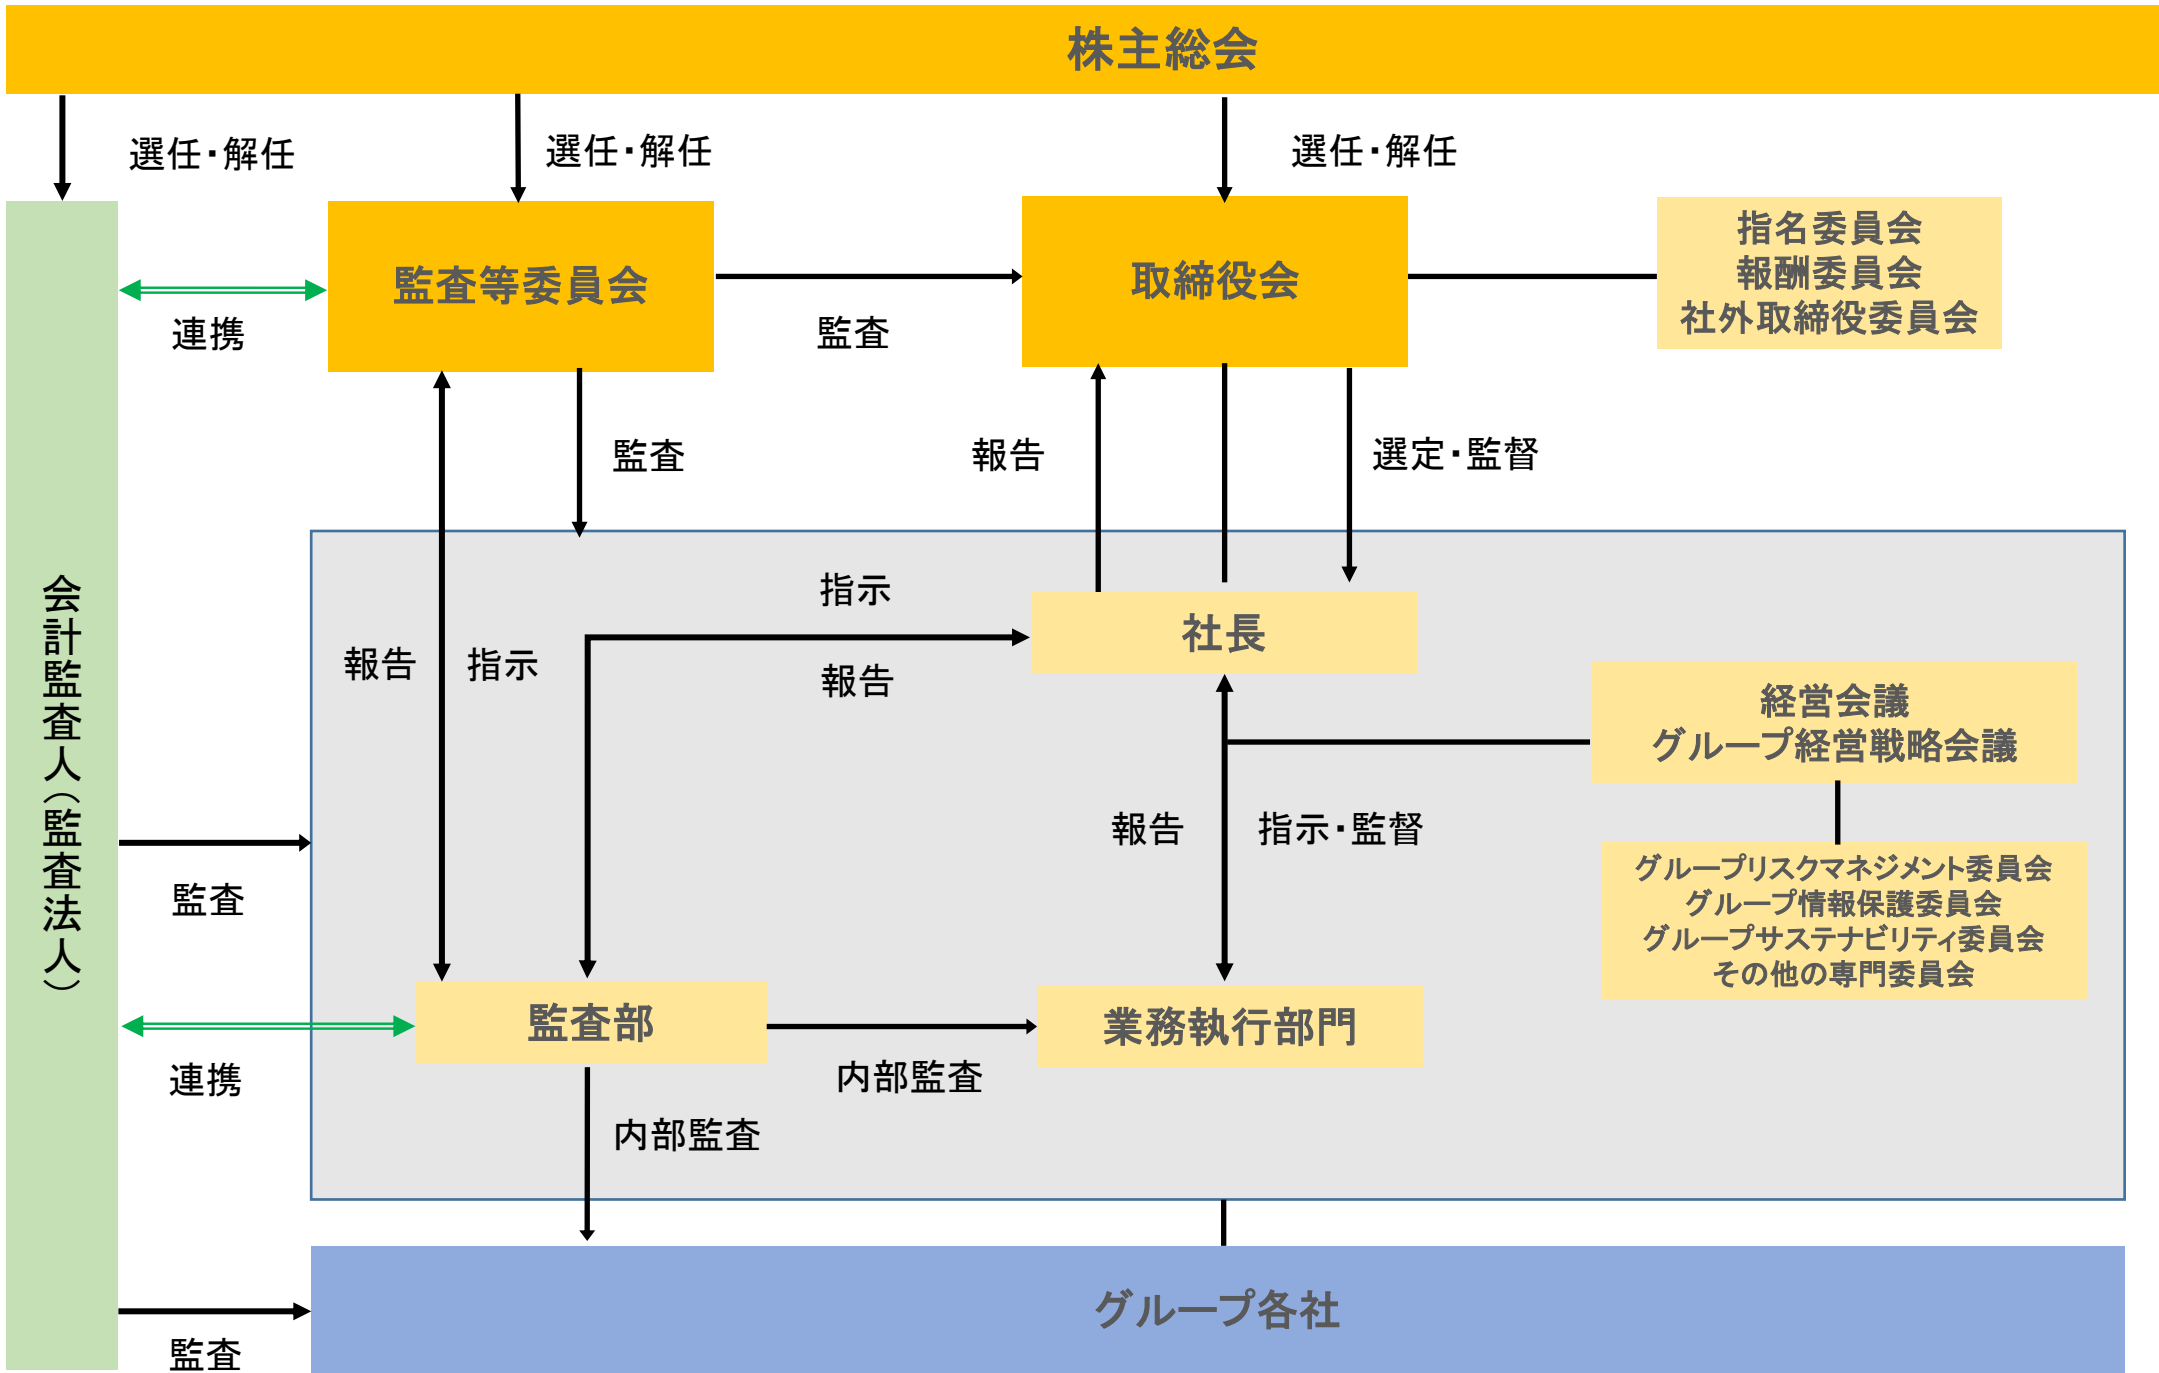 株主総会
選任・解任
選任・解任
選任・解任
監査等委員会
取締役会
指名委員会
報酬委員会
社外取締役委員会
連携
監査
監査
報告
選定・監督
会計監査人（監査法人）
指示
社長
報告
指示
報告
経営会議
グループ経営戦略会議
報告
指示・監督
監査
グループリスクマネジメント委員会
グループ情報保護委員会
グループサステナビリティ委員会
その他の専門委員会
監査部
業務執行部門
連携
内部監査
内部監査
グループ各社
監査